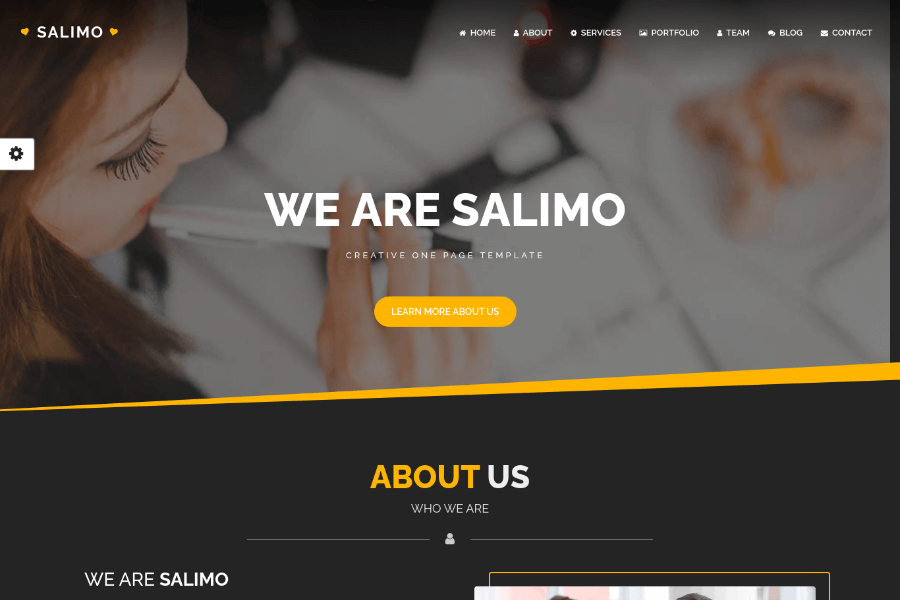 SALIMO
HOME ABOUT SERVICES PORTFOLIO TEAM BLOG CONTACT
WE ARE SALIMO
CREATIVE ONE PAGE TEMPLATE
LEARN MORE ABOUT US
ABOUT US
WHO WE ARE
WE ARE SALIMO